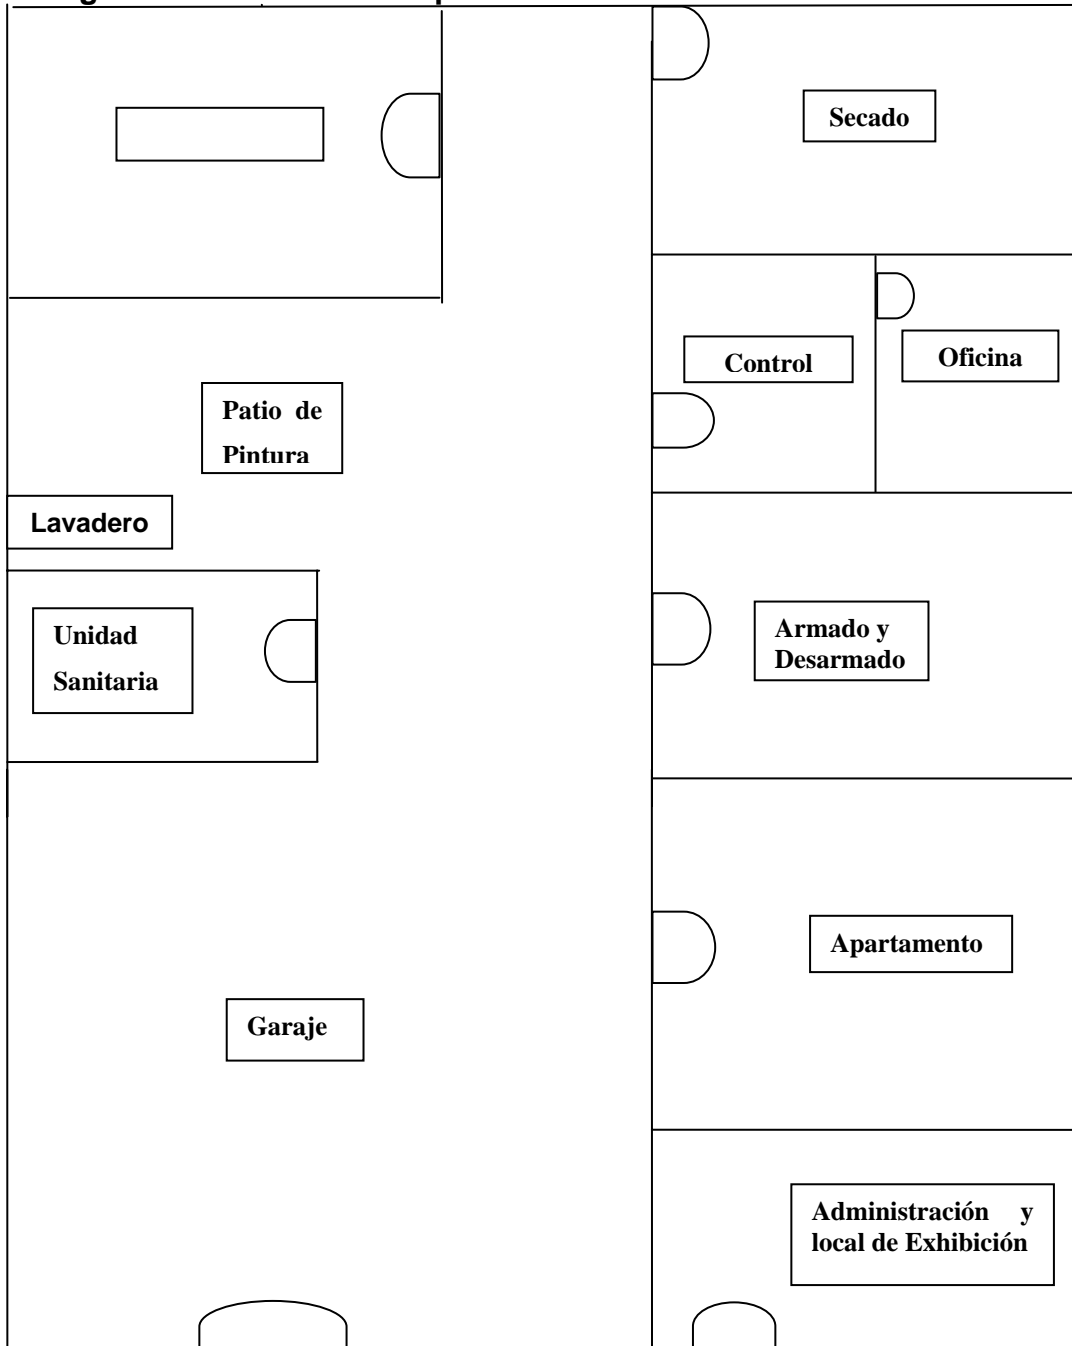 Secado
Control
Oficina
Patio de
Pintura
Lavadero
Unidad
Sanitaria
Armado y
Desarmado
Apartamento
Garaje
Administración y
local de Exhibición